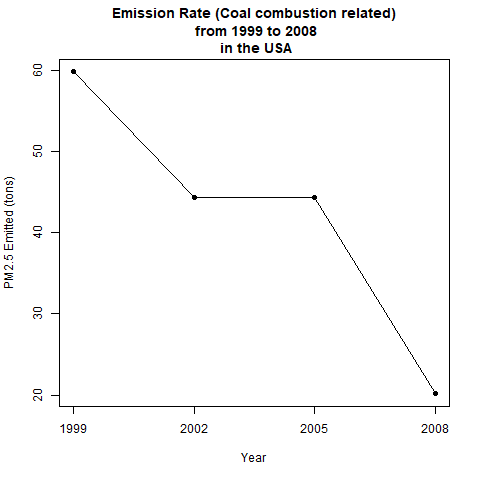 Emission Rate (Coal combustion related)
from 1999 to 2008
in the USA
PM2.5 Emitted (tons)
60
50
40
30
20
1999 2002 2005 2008
Year